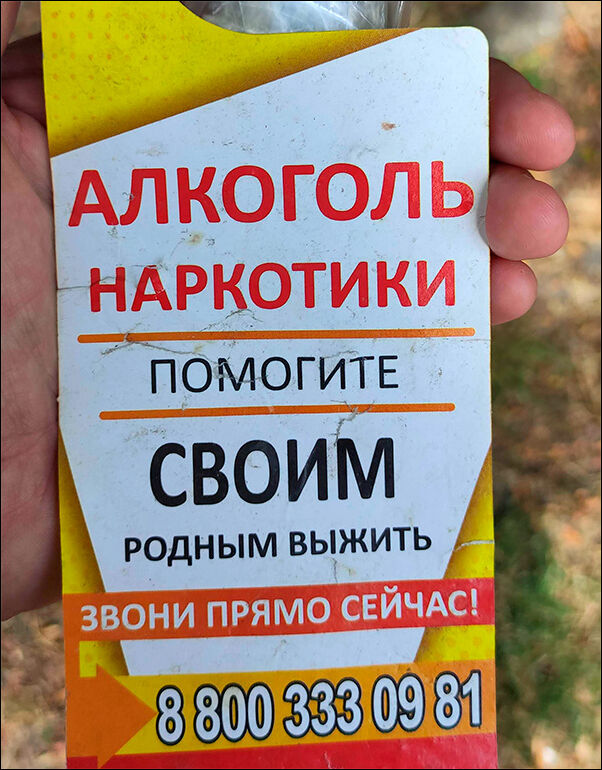 АЛКОГОЛЬ
НАРКОТИКИ
ПОМОГИТЕ
СВОИМ
РОДНЫМ ВЫЖИТЬ
ЗВОНИ ПРЯМО СЕЙЧАС!
8 800 333 09 81